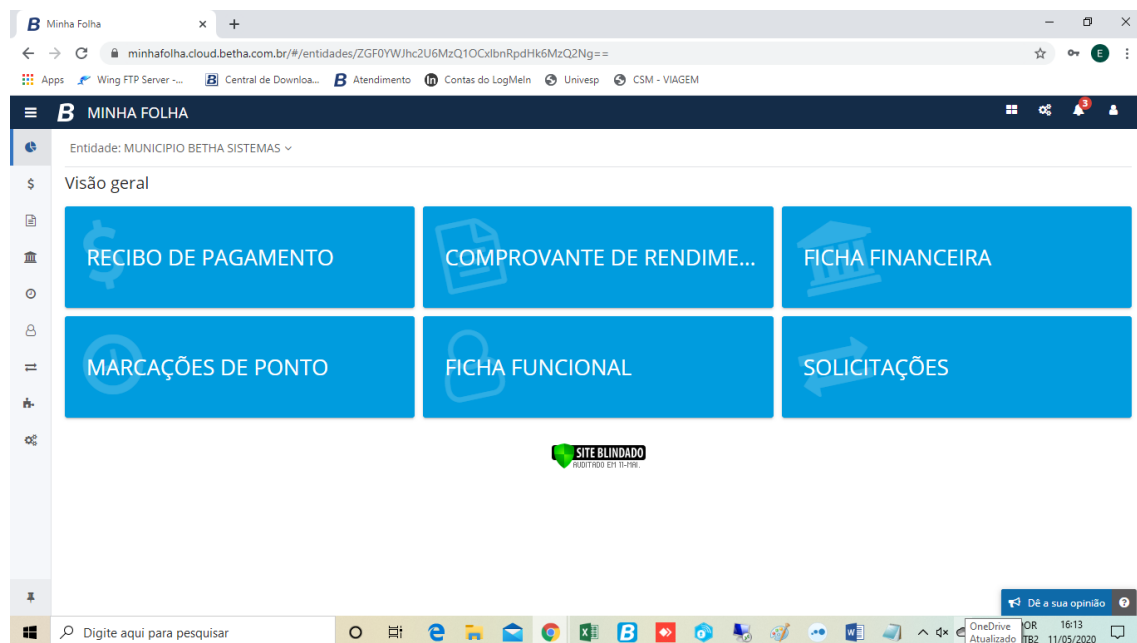 B Minha Folha
minhafolha.cloud.betha.com.br/#/entidades/ZGF0YWJhc2U6MzQ1OCxlbnRpdHk6MzQ2Ng==
E
Apps Wing FTP Server -... B Central de Downloa... B Atendimento in Contas do LogMeIn Univesp CSM - VIAGEM
B MINHA FOLHA 3
Entidade: MUNICIPIO BETHA SISTEMAS
Visão geral
RECIBO DE PAGAMENTO COMPROVANTE DE RENDIME... FICHA FINANCEIRA
MARCAÇÕES DE PONTO FICHA FUNCIONAL SOLICITAÇÕES
SITE BLINDADO
AUDITADO EM 11-MAI.
Dê a sua opinião ?
Digite aqui para pesquisar
OneDrive
Atualizado
OR 16:13
TB2 11/05/2020